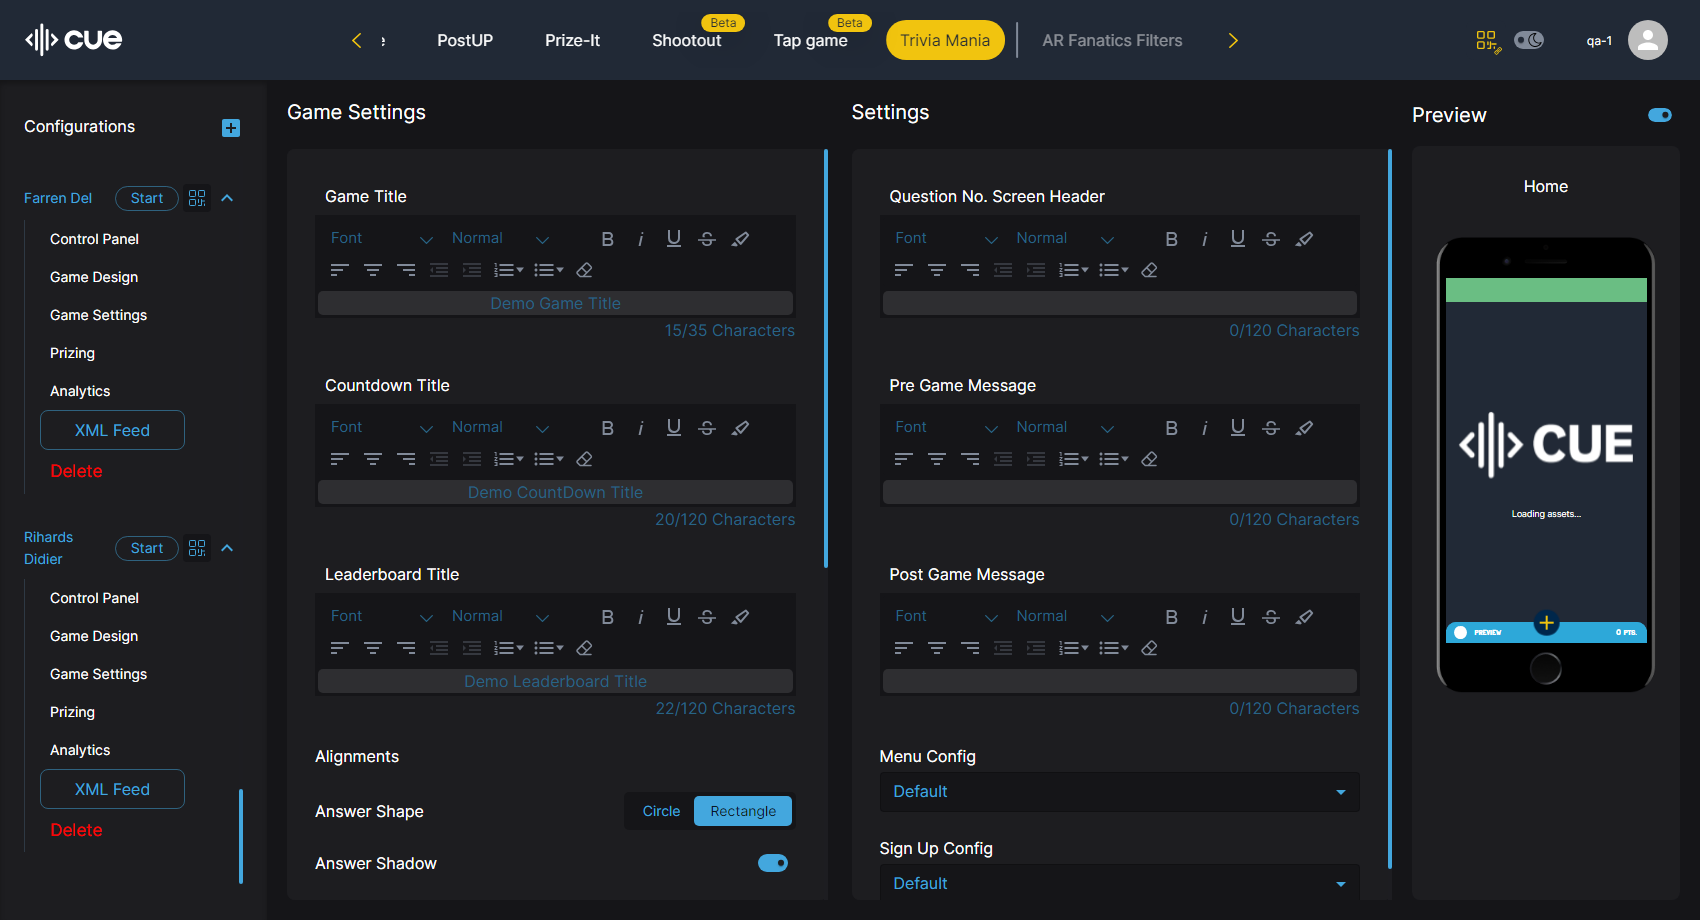 cue
PostUP
Prize-It
Beta
Shootout
Beta
Tap game
Trivia Mania
AR Fanatics Filters
qa-1
Configurations
Farren Del
Start
Control Panel
Game Design
Game Settings
Prizing
Analytics
XML Feed
Delete
Rihards
Didier
Start
Control Panel
Game Design
Game Settings
Prizing
Analytics
XML Feed
Delete
Game Settings
Game Title
Font
Normal
Demo Game Title
15/35 Characters
Countdown Title
Font
Normal
Demo CountDown Title
20/120 Characters
Leaderboard Title
Font
Normal
Demo Leaderboard Title
22/120 Characters
Alignments
Answer Shape
Circle
Rectangle
Answer Shadow
Settings
Question No. Screen Header
Font
Normal
0/120 Characters
Pre Game Message
Font
Normal
0/120 Characters
Post Game Message
Font
Normal
0/120 Characters
Menu Config
Default
Sign Up Config
Default
Preview
Home
CUE
Loading assets...
PREVIEW
0 PTS.